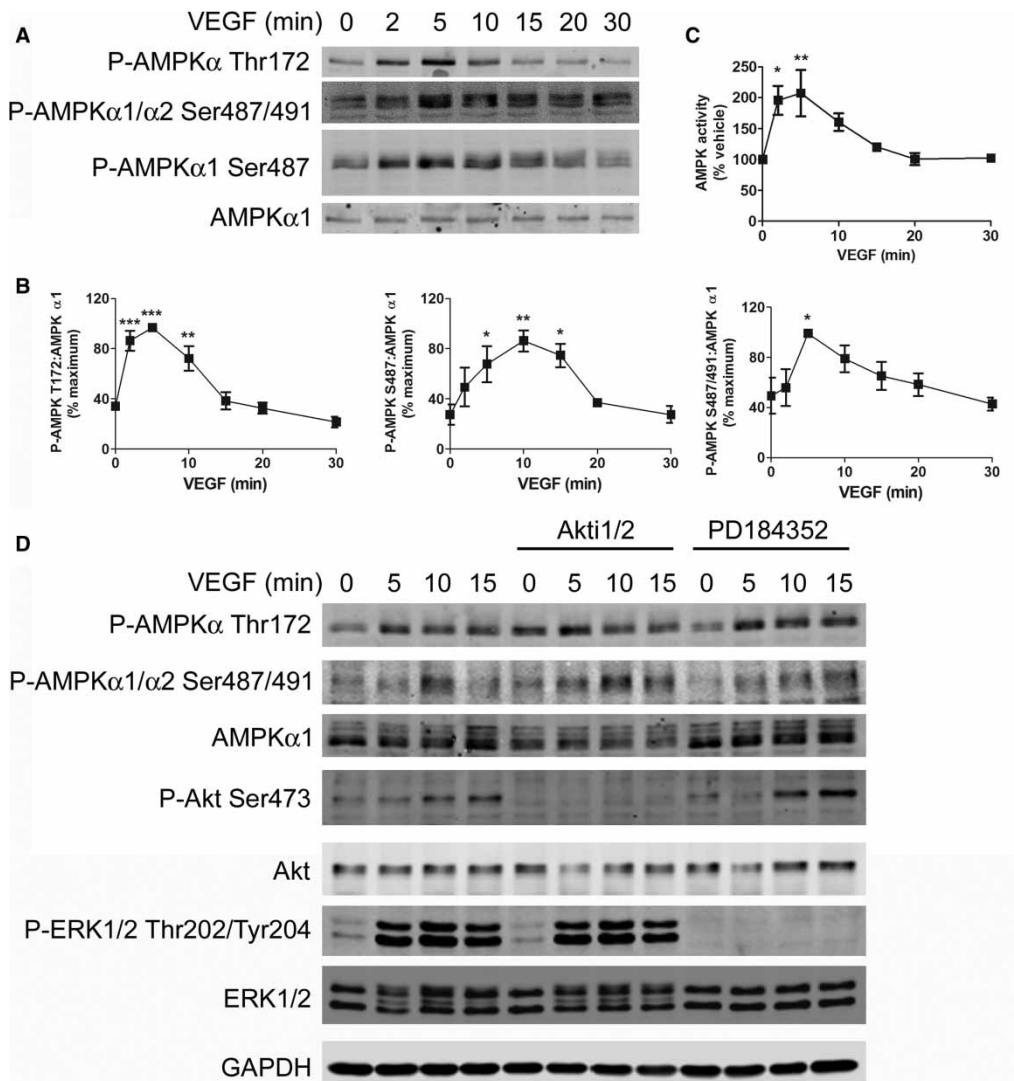 A
VEGF (min) 0 2 5 10 15 20 30
P-AMPKα Thr172
P-AMPKα1/α2 Ser487/491
P-AMPKα1 Ser487
AMPKα1
C
AMPK activity
(% vehicle)
250
200
150
100
50
0
* **
0 10 20 30
VEGF (min)
B
P-AMPK T172:AMPK α1
(% maximum)
120
80
40
0
*** *** **
0 10 20 30
VEGF (min)
P-AMPK S487:AMPK α1
(% maximum)
120
80
40
0
* ** *
0 10 20 30
VEGF (min)
P-AMPK S487/491:AMPK α1
(% maximum)
120
80
40
0
*
0 10 20 30
VEGF (min)
D
Akti1/2 PD184352
VEGF (min) 0 5 10 15 0 5 10 15 0 5 10 15
P-AMPKα Thr172
P-AMPKα1/α2 Ser487/491
AMPKα1
P-Akt Ser473
Akt
P-ERK1/2 Thr202/Tyr204
ERK1/2
GAPDH